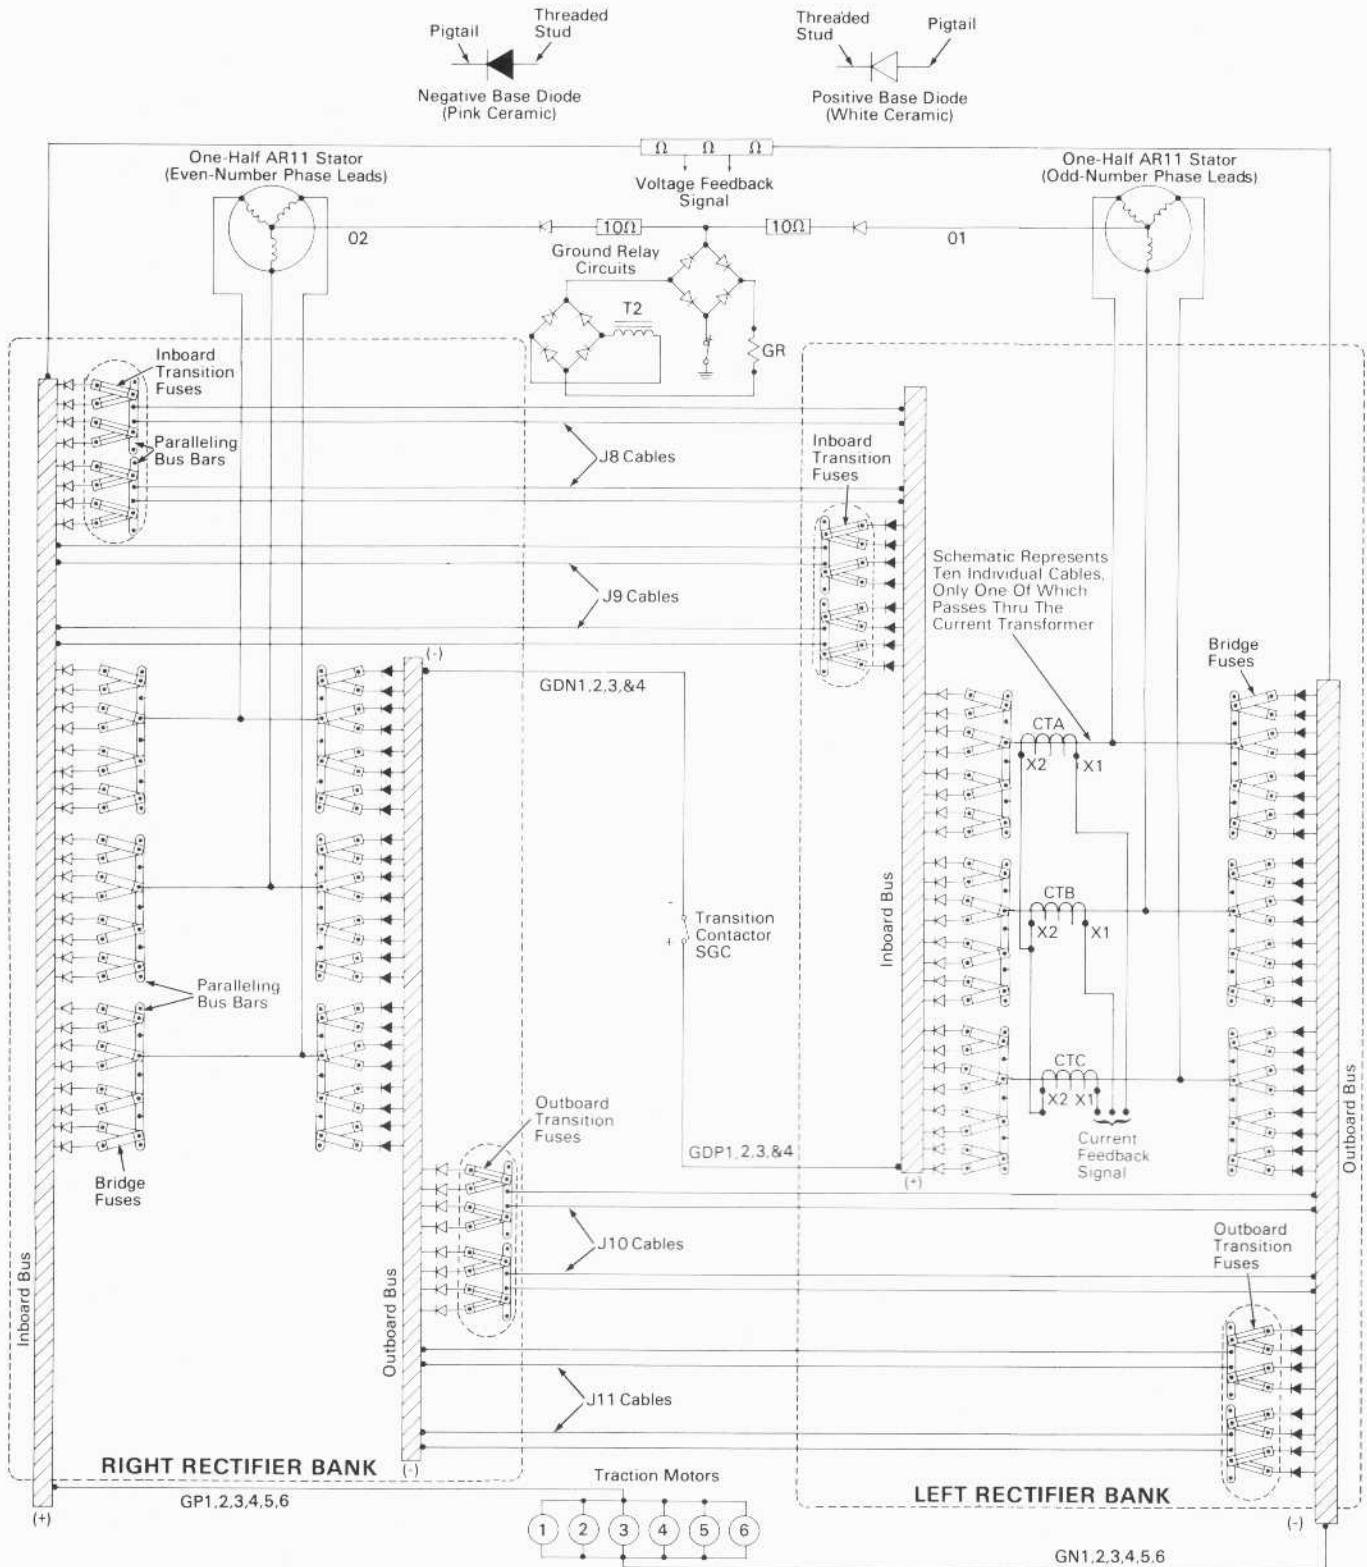 Pigtail
Threaded
Stud
Negative Base Diode
(Pink Ceramic)
Threaded
Stud
Pigtail
Positive Base Diode
(White Ceramic)
One-Half AR11 Stator
(Even-Number Phase Leads)
Ω Ω Ω
Voltage Feedback
Signal
One-Half AR11 Stator
(Odd-Number Phase Leads)
02
10Ω
10Ω
01
Ground Relay
Circuits
T2
GR
Inboard
Transition
Fuses
Paralleling
Bus Bars
J8 Cables
Inboard
Transition
Fuses
J9 Cables
Schematic Represents
Ten Individual Cables,
Only One Of Which
Passes Thru The
Current Transformer
Bridge
Fuses
(-)
GDN1,2,3,&4
CTA
X2
X1
-
+
Transition
Contactor
SGC
CTB
X2
X1
Inboard Bus
Paralleling
Bus Bars
CTC
X2
X1
Current
Feedback
Signal
Outboard Bus
Outboard
Transition
Fuses
GDP1,2,3,&4
(+)
Bridge
Fuses
J10 Cables
Outboard
Transition
Fuses
Inboard Bus
Outboard Bus
J11 Cables
RIGHT RECTIFIER BANK
(-)
Traction Motors
LEFT RECTIFIER BANK
GP1,2,3,4,5,6
(+)
(-)
1 2 3 4 5 6
GN1,2,3,4,5,6